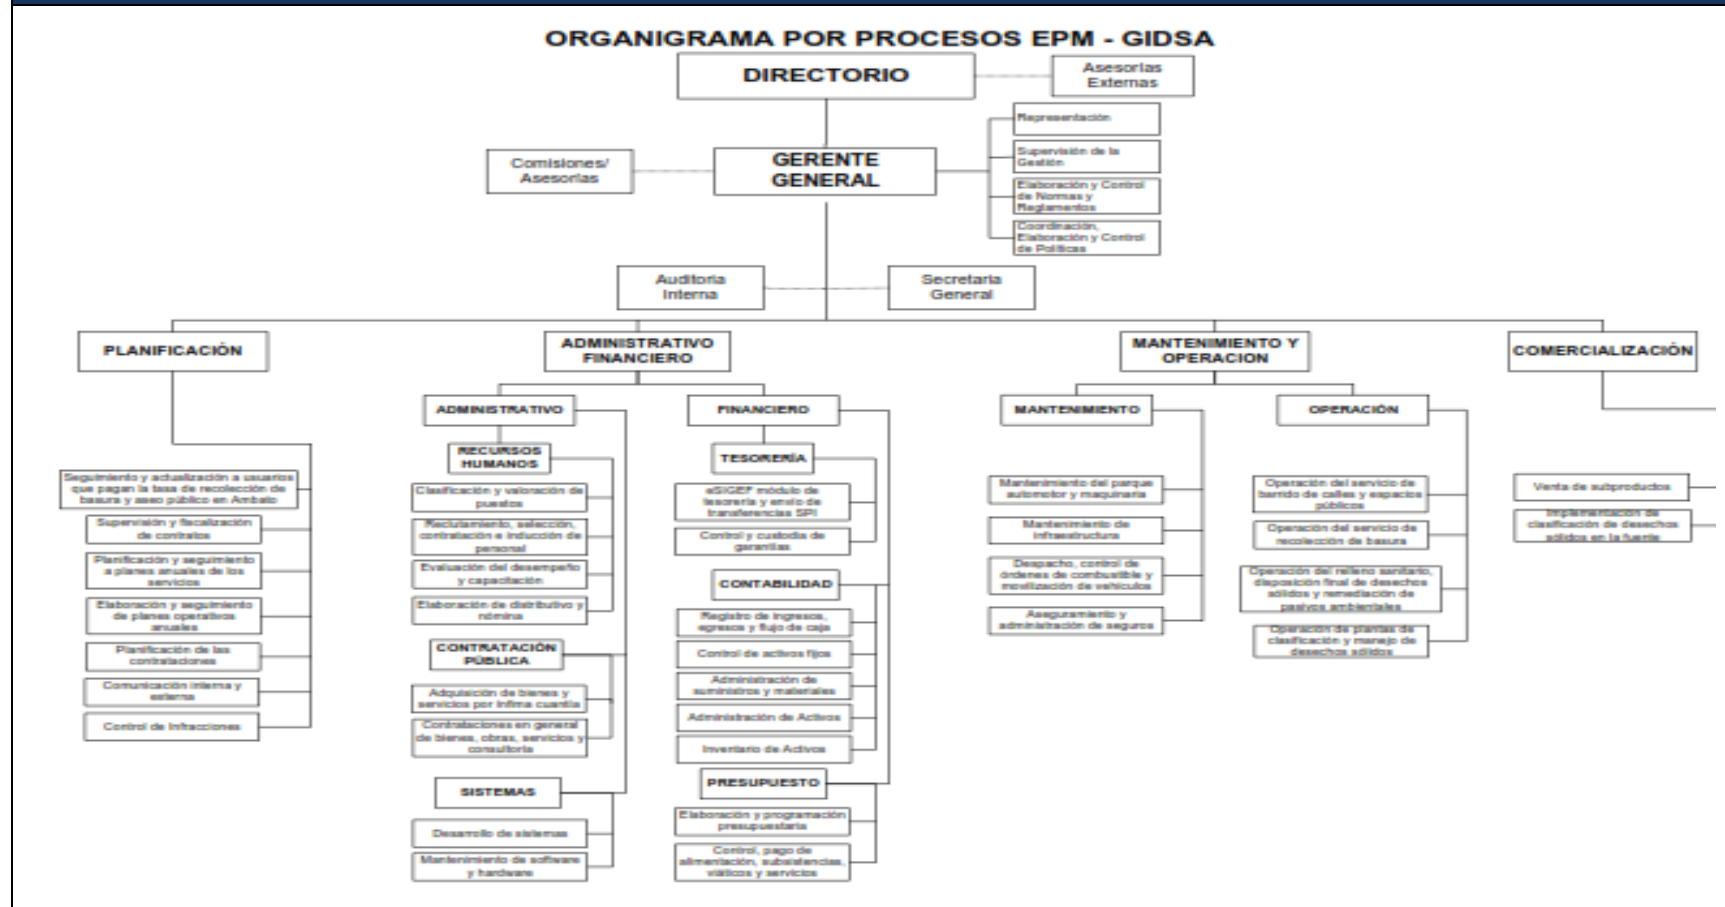 ORGANIGRAMA POR PROCESOS EPM - GIDSA
DIRECTORIO
Asesorías
Externas
Representación
Supervisión de la
Gestión
Elaboración y Control
de Normas y
Reglamentos
Coordinación,
Elaboración y Control
de Políticas
Comisiones/
Asesorías
GERENTE
GENERAL
Auditoria
Interna
Secretaria
General
PLANIFICACIÓN
ADMINISTRATIVO
FINANCIERO
MANTENIMIENTO Y
OPERACION
COMERCIALIZACIÓN
Seguimiento y actualización a usuarios
que pagan la tasa de recolección de
basura y aseo público en Ambato
Supervisión y fiscalización
de contratos
Planificación y seguimiento
a planes anuales de los
servicios
Elaboración y seguimiento
de planes operativos
anuales
Planificación de las
contrataciones
Comunicación interna y
externa
Control de Infracciones
ADMINISTRATIVO
RECURSOS
HUMANOS
Clasificación y valoración de
puestos
Reclutamiento, selección,
contratación e inducción de
personal
Evaluación del desempeño
y capacitación
Elaboración de distributivo y
nómina
CONTRATACIÓN
PÚBLICA
Adquisición de bienes y
servicios por ínfima cuantía
Contrataciones en general
de bienes, obras, servicios y
consultoría
SISTEMAS
Desarrollo de sistemas
Mantenimiento de software
y hardware
FINANCIERO
TESORERÍA
eSIGEF módulo de
tesorería y envío de
transferencias SPI
Control y custodia de
garantías
CONTABILIDAD
Registro de ingresos,
egresos y flujo de caja
Control de activos fijos
Administración de
suministros y materiales
Administración de Activos
Inventario de Activos
PRESUPUESTO
Elaboración y programación
presupuestaria
Control, pago de
alimentación, subsistencias,
viáticos y servicios
MANTENIMIENTO
Mantenimiento del parque
automotor y maquinaria
Mantenimiento de
infraestructura
Despacho, control de
órdenes de combustible y
movilización de vehículos
Aseguramiento y
administración de seguros
OPERACIÓN
Operación del servicio de
barrido de calles y espacios
públicos
Operación del servicio de
recolección de basura
Operación del relleno sanitario,
disposición final de desechos
sólidos y remediación de
pasivos ambientales
Operación de plantas de
clasificación y manejo de
desechos sólidos
Venta de subproductos
Implementación de
clasificación de desechos
sólidos en la fuente